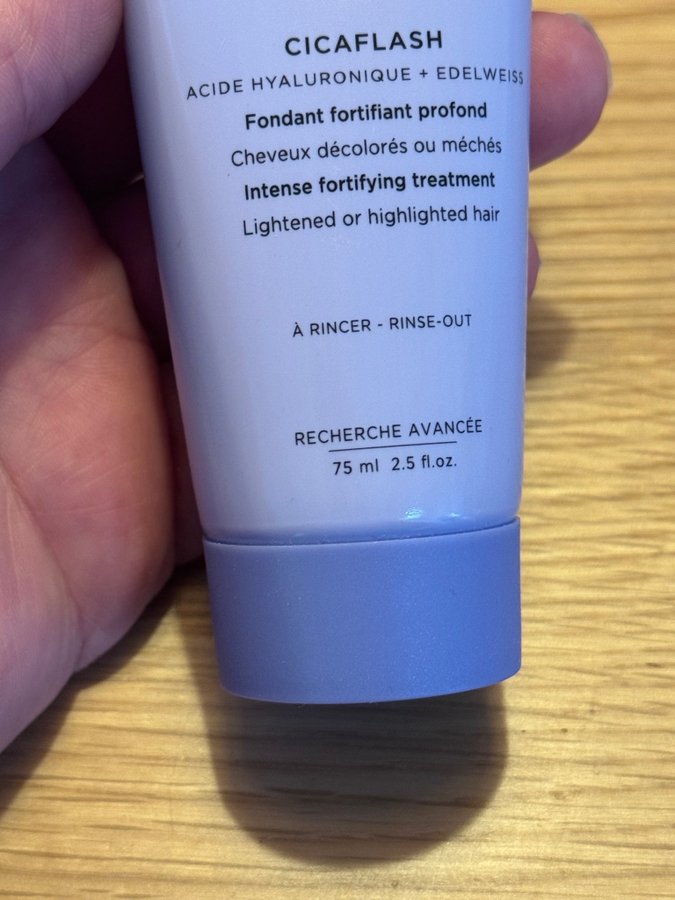 CICAFLASH
ACIDE HYALURONIQUE + EDELWEISS
Fondant fortifiant profond
Cheveux décolorés ou méchés
Intense fortifying treatment
Lightened or highlighted hair
À RINCER - RINSE-OUT
RECHERCHE AVANCÉE
75 ml 2.5 fl.oz.